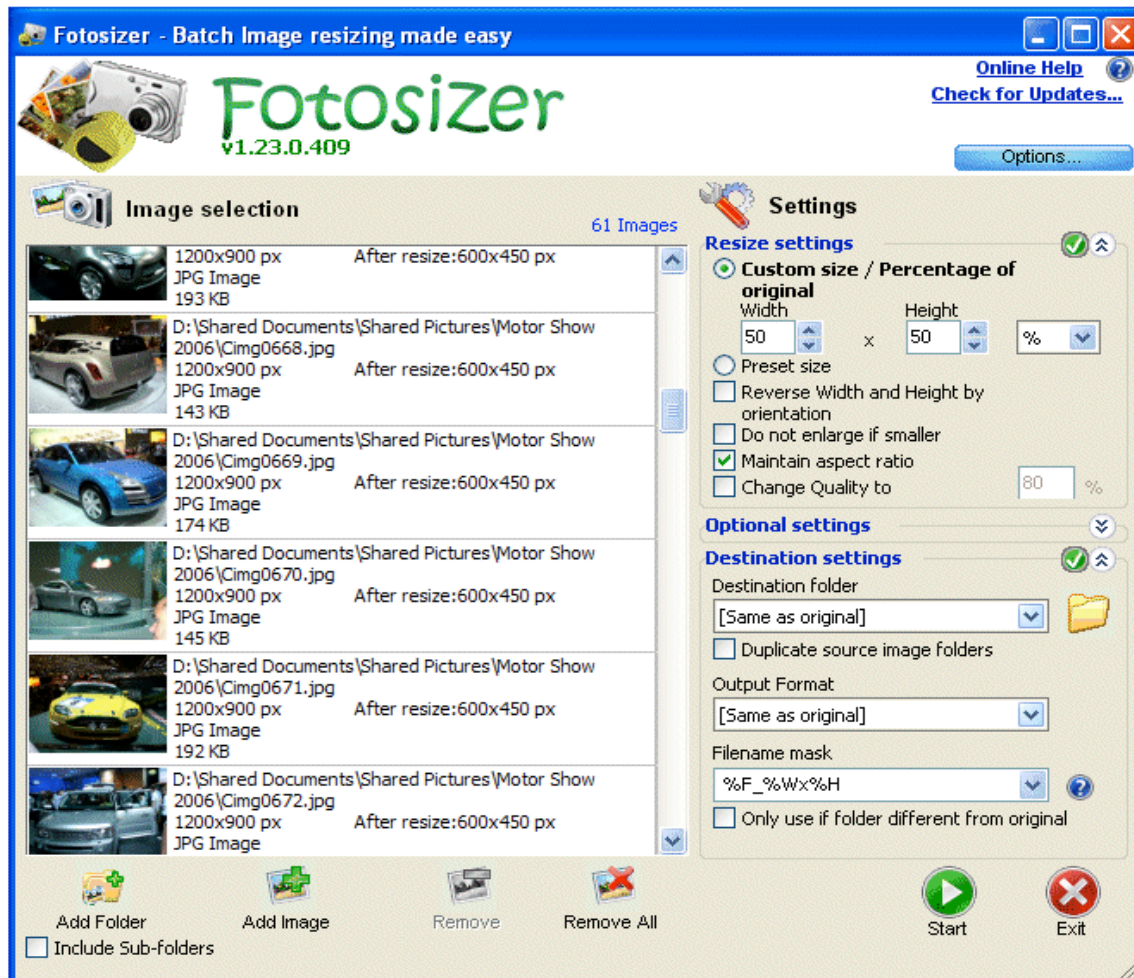 Fotosizer - Batch Image resizing made easy
Online Help
Check for Updates...
Fotosizer
v1.23.0.409
Options...
Image selection
61 Images
1200x900 px After resize:600x450 px
JPG Image
193 KB
D:\Shared Documents\Shared Pictures\Motor Show
2006\Cimg0668.jpg
1200x900 px After resize:600x450 px
JPG Image
143 KB
D:\Shared Documents\Shared Pictures\Motor Show
2006\Cimg0669.jpg
1200x900 px After resize:600x450 px
JPG Image
174 KB
D:\Shared Documents\Shared Pictures\Motor Show
2006\Cimg0670.jpg
1200x900 px After resize:600x450 px
JPG Image
145 KB
D:\Shared Documents\Shared Pictures\Motor Show
2006\Cimg0671.jpg
1200x900 px After resize:600x450 px
JPG Image
192 KB
D:\Shared Documents\Shared Pictures\Motor Show
2006\Cimg0672.jpg
1200x900 px After resize:600x450 px
JPG Image
Add Folder
Add Image
Remove
Remove All
Include Sub-folders
Settings
Resize settings
Custom size / Percentage of
original
Width Height
50 x 50 %
Preset size
Reverse Width and Height by
orientation
Do not enlarge if smaller
Maintain aspect ratio
Change Quality to 80 %
Optional settings
Destination settings
Destination folder
[Same as original]
Duplicate source image folders
Output Format
[Same as original]
Filename mask
%F_%Wx%H
Only use if folder different from original
Start
Exit